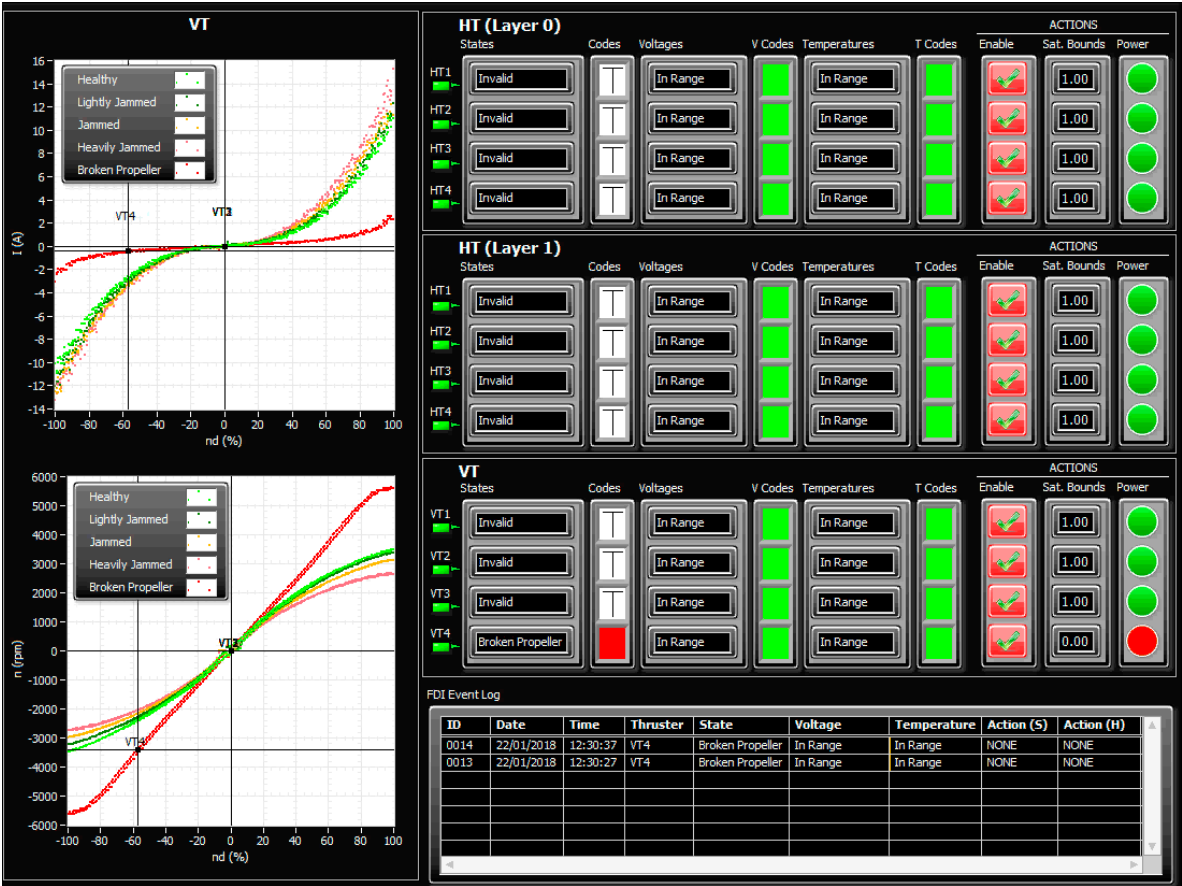 VT
16
14
12
10
8
6
4
2
0
-2
-4
-6
-8
-10
-12
-14
I (A)
Healthy
Lightly Jammed
Jammed
Heavily Jammed
Broken Propeller
VT4
-100 -80 -60 -40 -20 0 20 40 60 80 100
nd (%)
6000
5000
4000
3000
2000
1000
0
-1000
-2000
-3000
-4000
-5000
-6000
n (rpm)
Healthy
Lightly Jammed
Jammed
Heavily Jammed
Broken Propeller
VT4
-100 -80 -60 -40 -20 0 20 40 60 80 100
nd (%)
HT (Layer 0)
ACTIONS
States Codes Voltages V Codes Temperatures T Codes Enable Sat. Bounds Power
HT1 Invalid T In Range In Range 1.00
HT2 Invalid T In Range In Range 1.00
HT3 Invalid T In Range In Range 1.00
HT4 Invalid T In Range In Range 1.00
HT (Layer 1)
ACTIONS
States Codes Voltages V Codes Temperatures T Codes Enable Sat. Bounds Power
HT1 Invalid T In Range In Range 1.00
HT2 Invalid T In Range In Range 1.00
HT3 Invalid T In Range In Range 1.00
HT4 Invalid T In Range In Range 1.00
VT
ACTIONS
States Codes Voltages V Codes Temperatures T Codes Enable Sat. Bounds Power
VT1 Invalid T In Range In Range 1.00
VT2 Invalid T In Range In Range 1.00
VT3 Invalid T In Range In Range 1.00
VT4 Broken Propeller In Range In Range 0.00
FDI Event Log
ID Date Time Thruster State Voltage Temperature Action (S) Action (H)
0014 22/01/2018 12:30:37 VT4 Broken Propeller In Range In Range NONE NONE
0013 22/01/2018 12:30:27 VT4 Broken Propeller In Range In Range NONE NONE